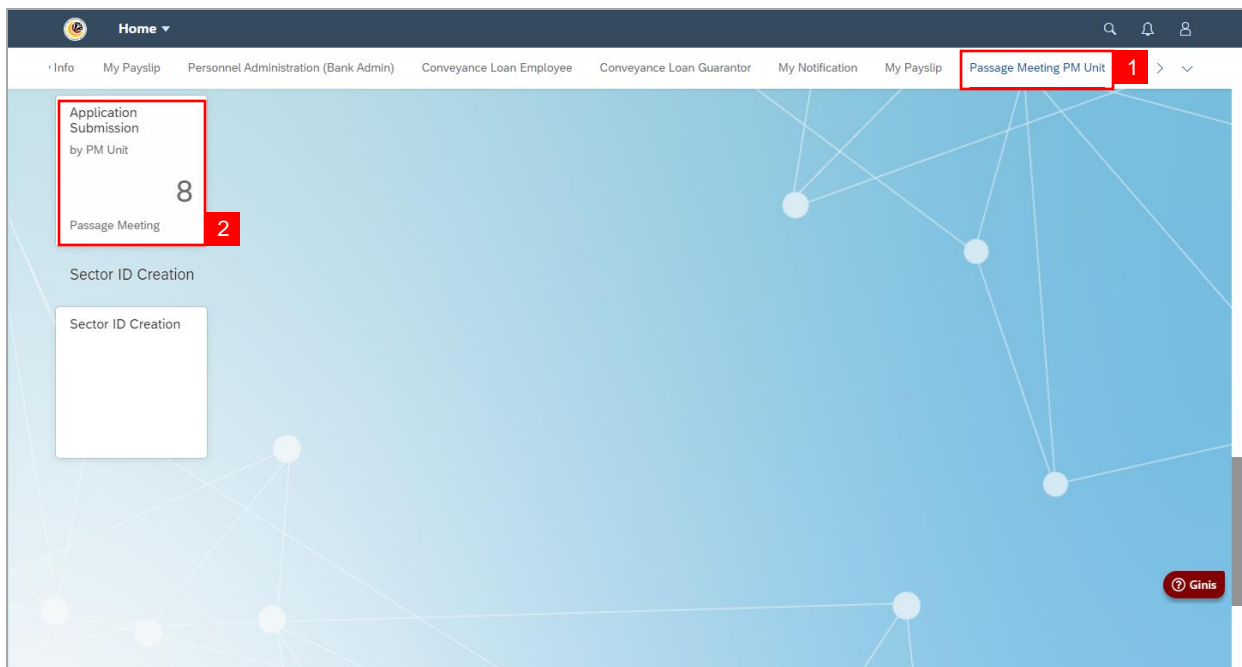 Home
Info My Payslip Personnel Administration (Bank Admin) Conveyance Loan Employee Conveyance Loan Guarantor My Notification My Payslip Passage Meeting PM Unit 1
Application
Submission
by PM Unit
8
Passage Meeting 2
Sector ID Creation
Sector ID Creation
Ginis